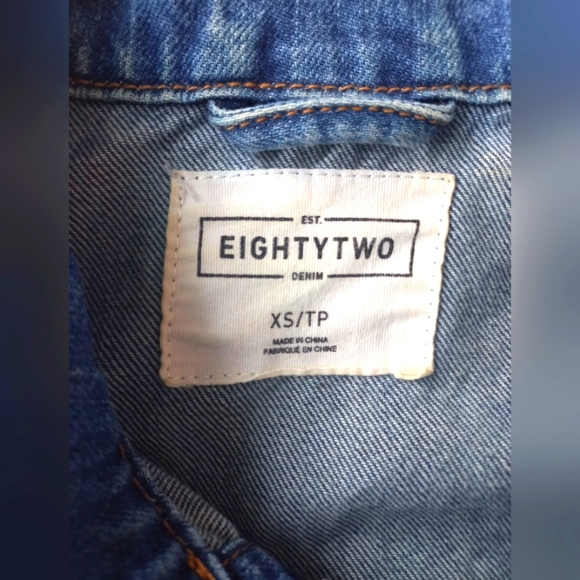 EST.
EIGHTYTWO
DENIM
XS/TP
MADE IN CHINA
FABRIQUÉ EN CHINE